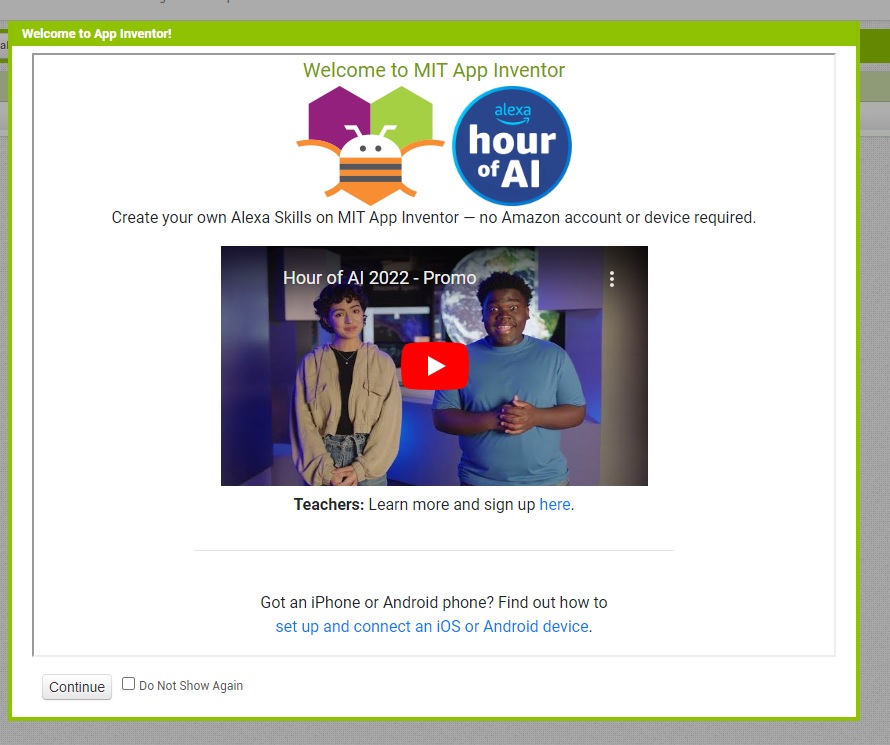 Welcome to App Inventor!
Welcome to MIT App Inventor
alexa
hour
of AI
Create your own Alexa Skills on MIT App Inventor — no Amazon account or device required.
Hour of AI 2022 - Promo
Teachers: Learn more and sign up here.
Got an iPhone or Android phone? Find out how to
set up and connect an iOS or Android device.
Continue
Do Not Show Again